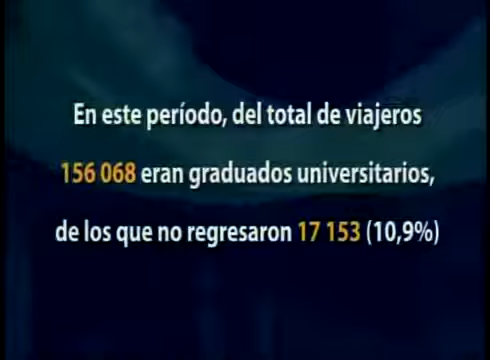 En este período, del total de viajeros
156 068 eran graduados universitarios,
de los que no regresaron 17 153 (10,9%)